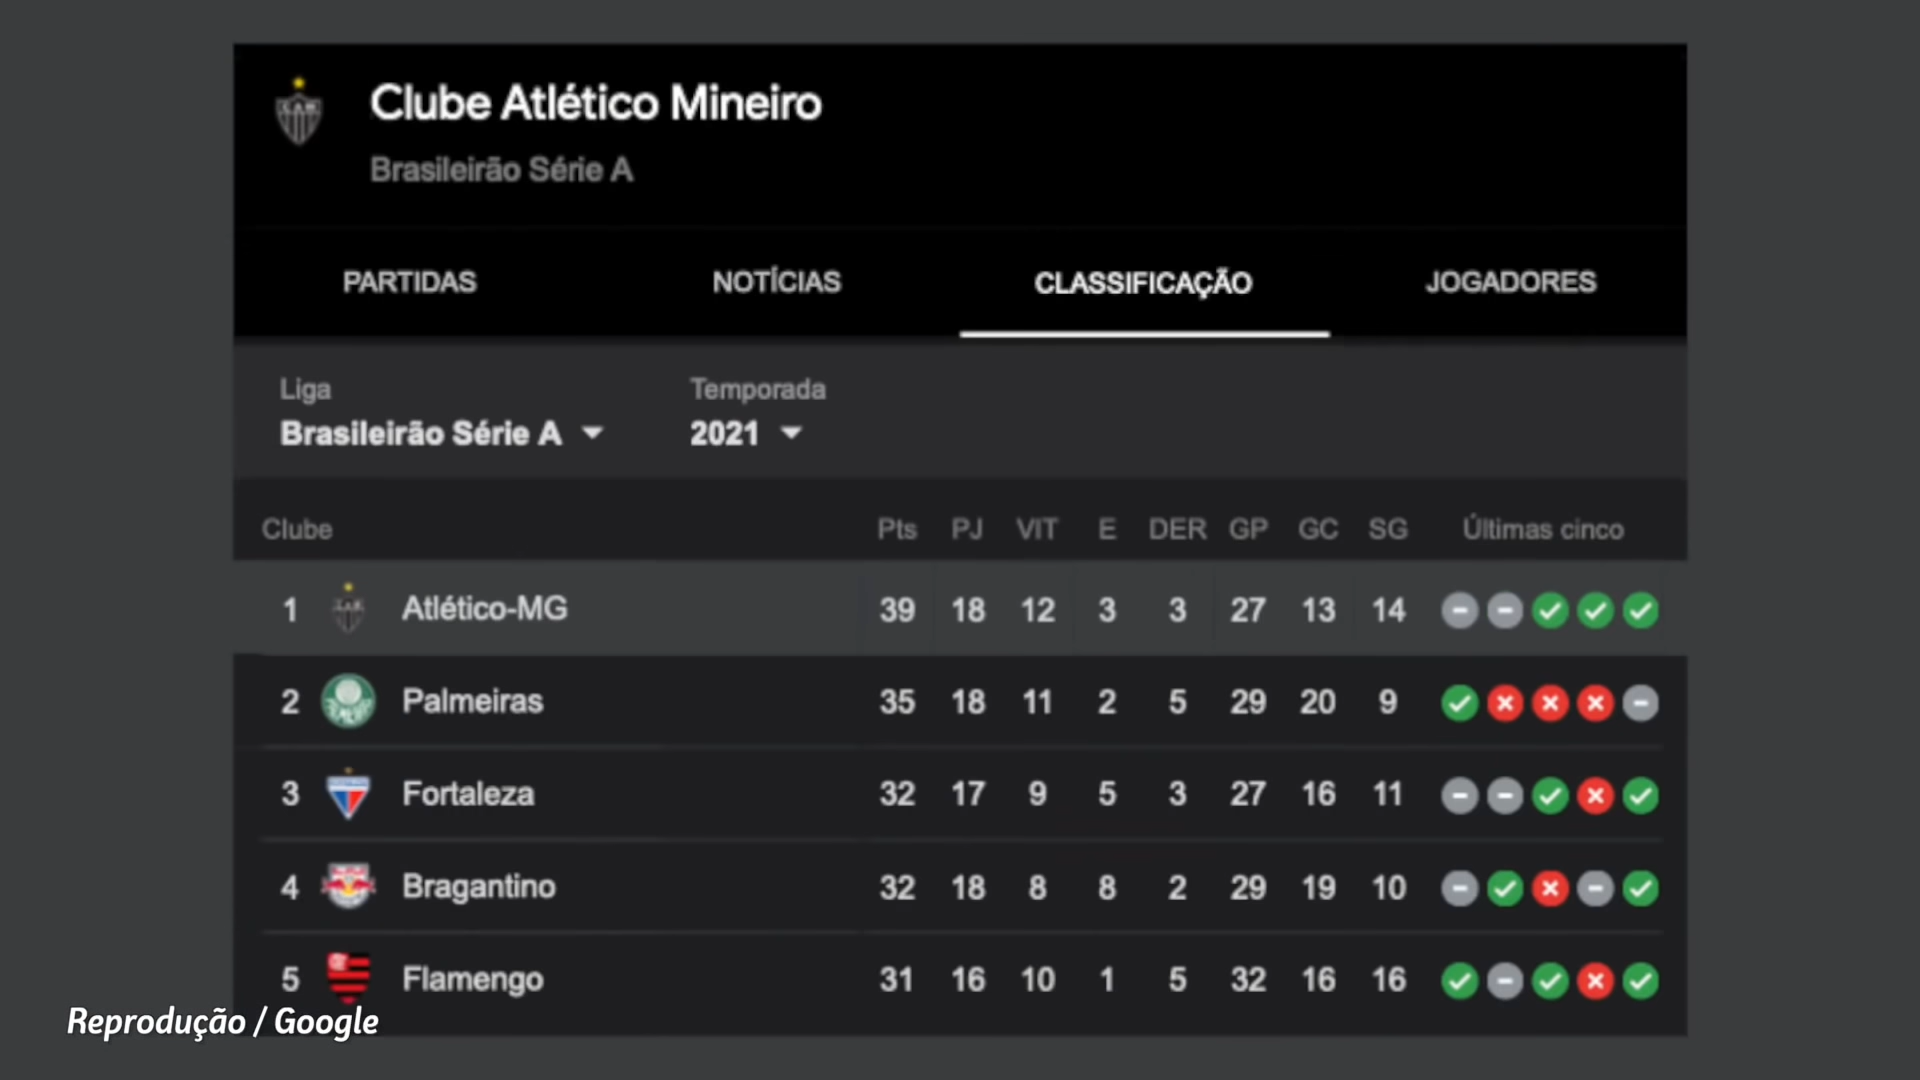 Clube Atlético Mineiro
Brasileirão Série A
PARTIDAS NOTÍCIAS CLASSIFICAÇÃO JOGADORES
Liga Temporada
Brasileirão Série A 2021
Clube Pts PJ VIT E DER GP GC SG Últimas cinco
1 Atlético-MG 39 18 12 3 3 27 13 14
2 Palmeiras 35 18 11 2 5 29 20 9
3 Fortaleza 32 17 9 5 3 27 16 11
4 Bragantino 32 18 8 8 2 29 19 10
5 Flamengo 31 16 10 1 5 32 16 16
Reprodução / Google